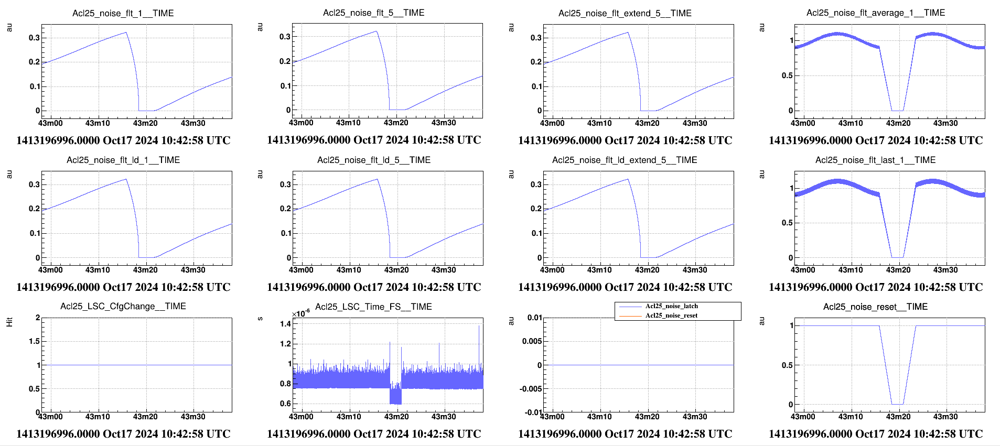 Acl25_noise_flt_1__TIME
au
0.3
0.2
0.1
0
43m00 43m10 43m20 43m30
1413196996.0000 Oct17 2024 10:42:58 UTC
Acl25_noise_flt_5__TIME
au
0.3
0.2
0.1
0
43m00 43m10 43m20 43m30
1413196996.0000 Oct17 2024 10:42:58 UTC
Acl25_noise_flt_extend_5__TIME
au
0.3
0.2
0.1
0
43m00 43m10 43m20 43m30
1413196996.0000 Oct17 2024 10:42:58 UTC
Acl25_noise_flt_average_1__TIME
au
1
0.5
0
43m00 43m10 43m20 43m30
1413196996.0000 Oct17 2024 10:42:58 UTC
Acl25_noise_flt_ld_1__TIME
au
0.3
0.2
0.1
0
43m00 43m10 43m20 43m30
1413196996.0000 Oct17 2024 10:42:58 UTC
Acl25_noise_flt_ld_5__TIME
au
0.3
0.2
0.1
0
43m00 43m10 43m20 43m30
1413196996.0000 Oct17 2024 10:42:58 UTC
Acl25_noise_flt_ld_extend_5__TIME
au
0.3
0.2
0.1
0
43m00 43m10 43m20 43m30
1413196996.0000 Oct17 2024 10:42:58 UTC
Acl25_noise_flt_last_1__TIME
au
1
0.5
0
43m00 43m10 43m20 43m30
1413196996.0000 Oct17 2024 10:42:58 UTC
Acl25_LSC_CfgChange__TIME
Hit
2
1.5
1
0.5
0
43m00 43m10 43m20 43m30
1413196996.0000 Oct17 2024 10:42:58 UTC
Acl25_LSC_Time_FS__TIME
×10⁻⁶
s
1.4
1.2
1
0.8
0.6
43m00 43m10 43m20 43m30
1413196996.0000 Oct17 2024 10:42:58 UTC
Acl25_noise_latch
Acl25_noise_reset
au
0.01
0.005
0
-0.005
-0.01
43m00 43m10 43m20 43m30
1413196996.0000 Oct17 2024 10:42:58 UTC
Acl25_noise_reset__TIME
au
1
0.5
0
43m00 43m10 43m20 43m30
1413196996.0000 Oct17 2024 10:42:58 UTC